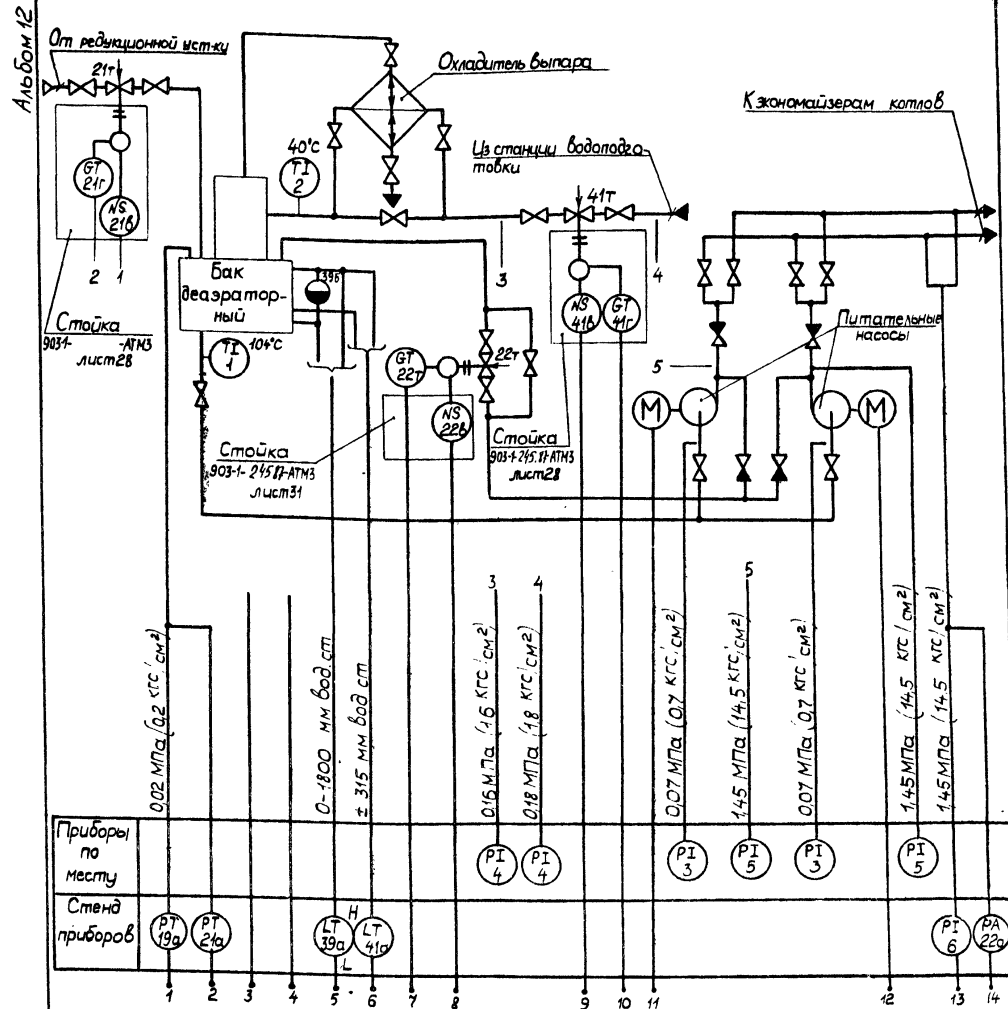 Альбом 12
От редукционной уст-ки
21т
GT
21г
NS
21в
2
1
Стойка
903-1- -АТМ3
лист28
40°С
TI
2
Охладитель выпара
Из станции водоподго-
товки
К экономайзерам котлов
41т
3
4
NS
41в
GT
41г
Бак
деаэратор-
ный
39б
TI
1
104°С
GT
22г
22т
NS
22в
Стойка
903-1-245.87-АТМ3
лист31
Стойка
903-1-245.87-АТМ3
лист28
5
Питательные
насосы
М
М
0,02 МПа (0,2 кгс/см²)
0-1800 мм вод.ст
± 315 мм вод ст
3
0,16 МПа (1,6 кгс/см²)
4
0,18 МПа (1,8 кгс/см²)
0,07 МПа (0,7 кгс/см²)
5
1,45 МПа (14,5 кгс/см²)
0,07 МПа (0,7 кгс/см²)
1,45 МПа (14,5 кгс/см²)
1,45 МПа (14,5 кгс/см²)
Приборы
по
месту
PI
4
PI
4
PI
3
PI
5
PI
3
PI
5
Стенд
приборов
PT
19а
PT
21а
LT
39а
H
L
LT
41а
PI
6
PA
22а
1 2 3 4 5 6 7 8 9 10 11 12 13 14